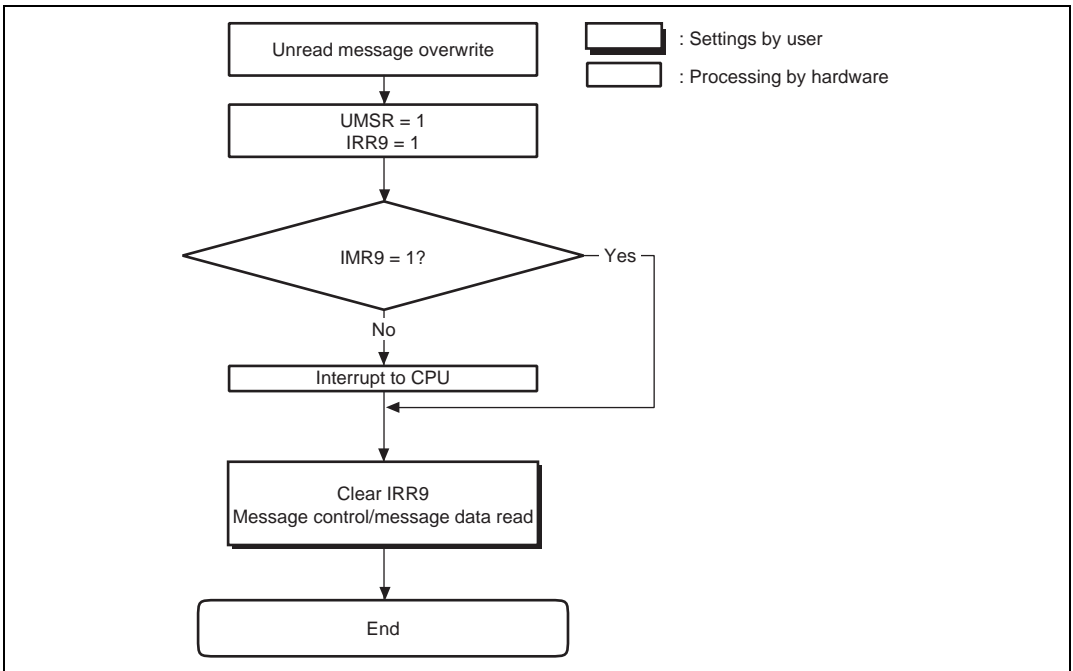 Unread message overwrite
: Settings by user
: Processing by hardware
UMSR = 1
IRR9 = 1
IMR9 = 1?
Yes
No
Interrupt to CPU
Clear IRR9
Message control/message data read
End